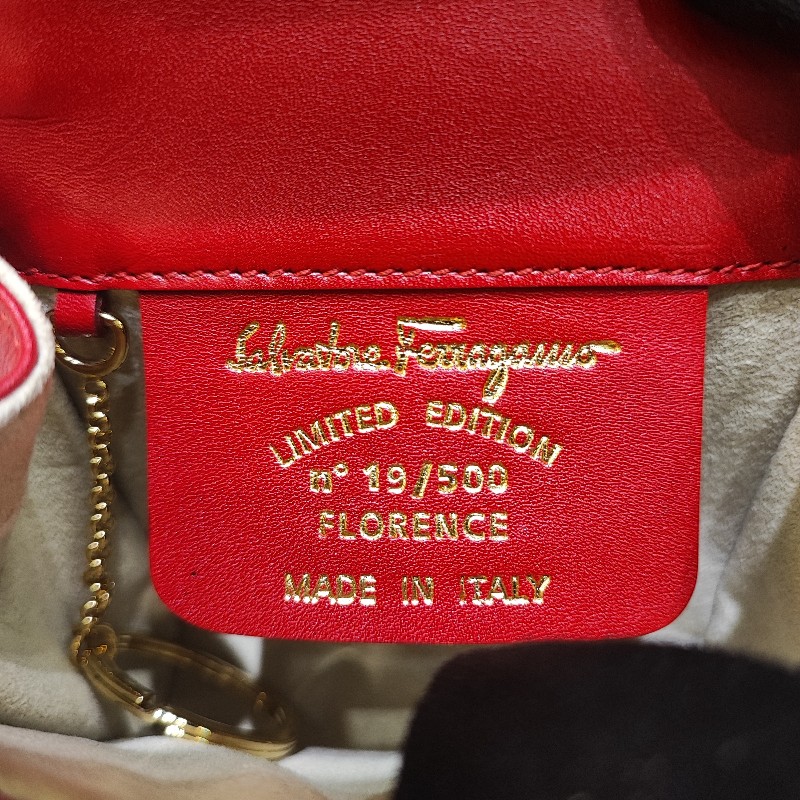 Salvatore Ferragamo
LIMITED EDITION
n° 19/500
FLORENCE
MADE IN ITALY